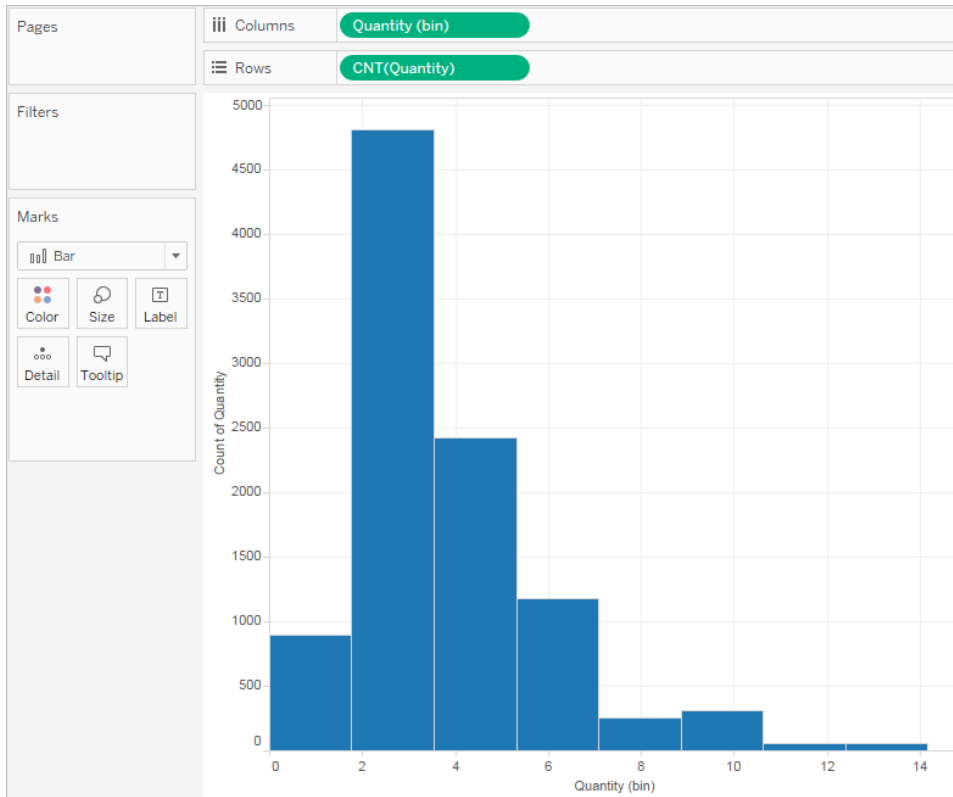 Pages
Columns
Quantity (bin)
Rows
CNT(Quantity)
Filters
Marks
Bar
Color
Size
T
Label
Detail
Tooltip
5000
4500
4000
3500
3000
2500
2000
1500
1000
500
0
Count of Quantity
0 2 4 6 8 10 12 14
Quantity (bin)